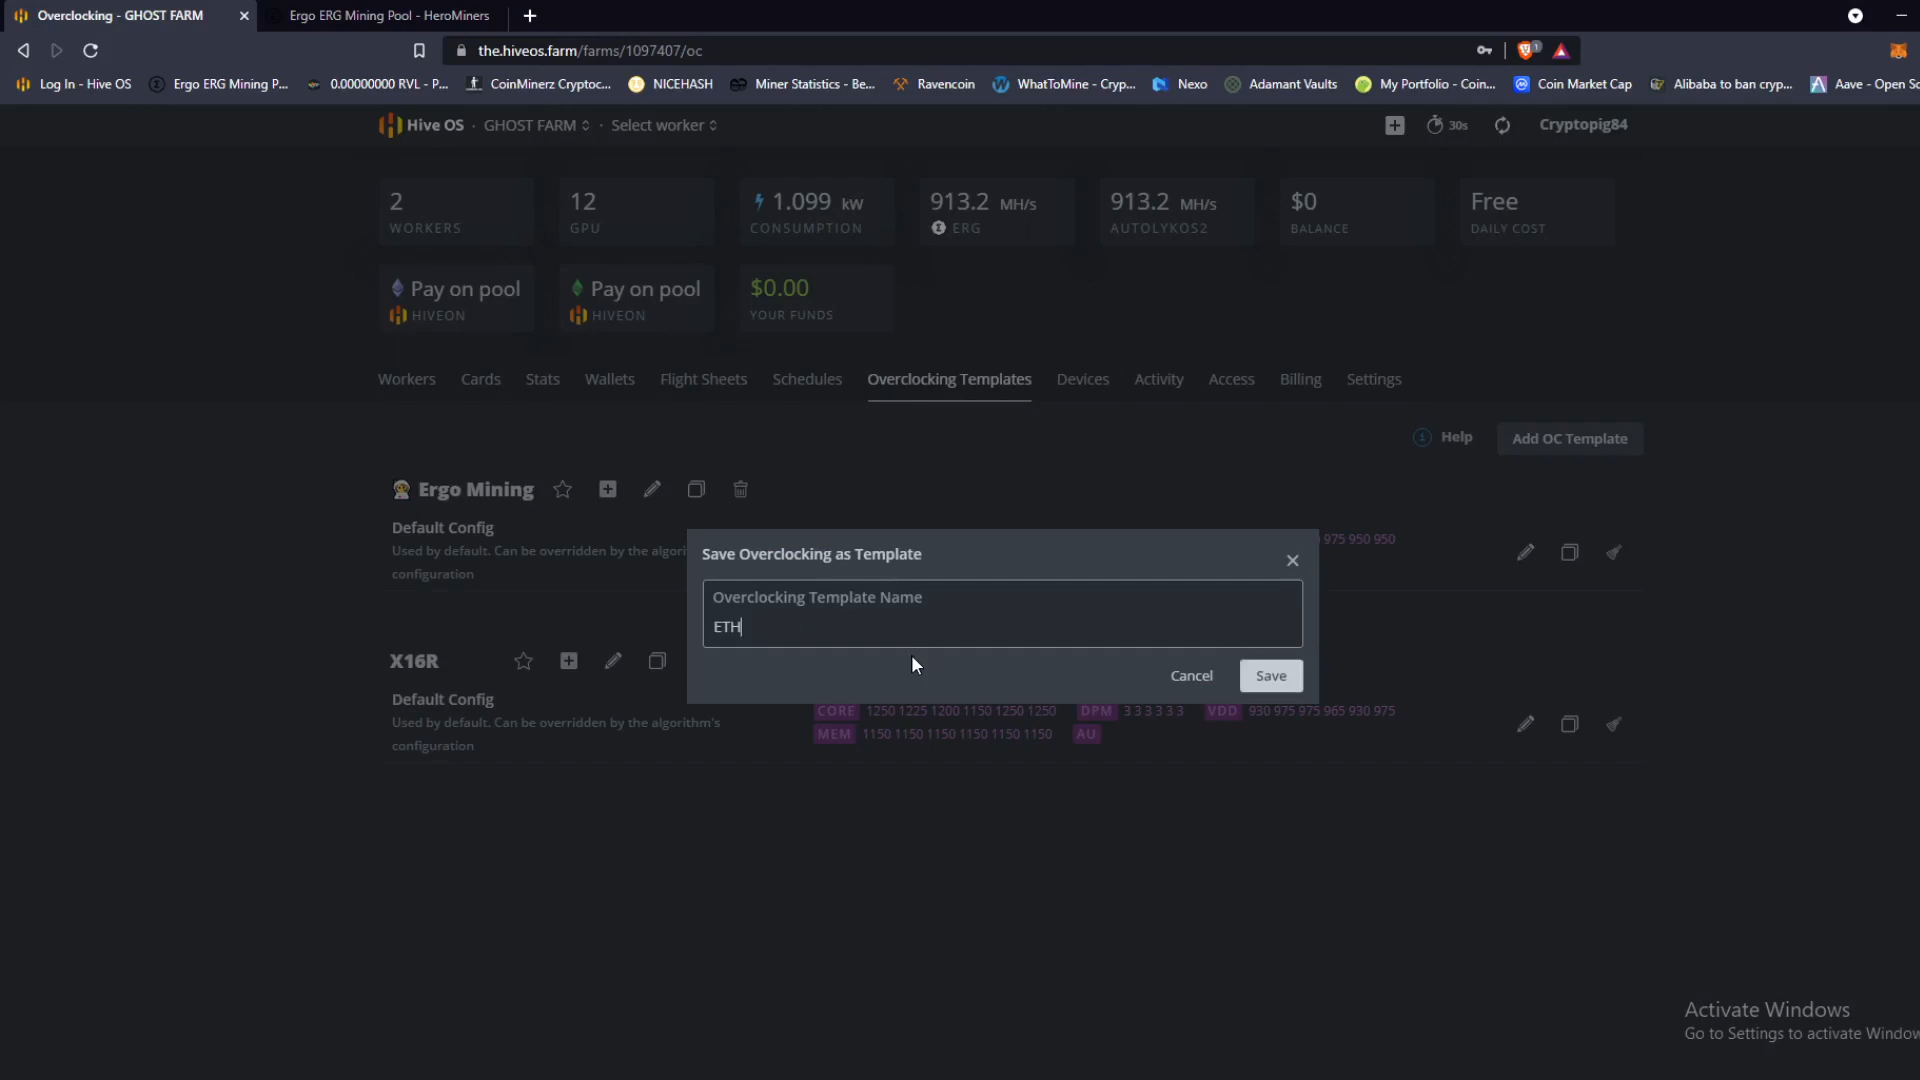 Overclocking - GHOST FARM
Ergo ERG Mining Pool - HeroMiners
the.hiveos.farm/farms/1097407/oc
1
Log In - Hive OS
Ergo ERG Mining P...
0.00000000 RVL - P...
CoinMinerz Cryptoc...
NICEHASH
Miner Statistics - Be...
Ravencoin
WhatToMine - Cryp...
Nexo
Adamant Vaults
My Portfolio - Coin...
Coin Market Cap
Alibaba to ban cryp...
Aave - Open So
Hive OS · GHOST FARM · Select worker
30s
Cryptopig84
2
WORKERS
12
GPU
1.099 kW
CONSUMPTION
913.2 MH/s
ERG
913.2 MH/s
AUTOLYKOS2
$0
BALANCE
Free
DAILY COST
Pay on pool
HIVEON
Pay on pool
HIVEON
$0.00
YOUR FUNDS
Workers Cards Stats Wallets Flight Sheets Schedules Overclocking Templates Devices Activity Access Billing Settings
Help
Add OC Template
Ergo Mining
Default Config
Used by default. Can be overridden by the algori
configuration
975 950 950
Save Overclocking as Template
Overclocking Template Name
ETH
Cancel
Save
X16R
Default Config
Used by default. Can be overridden by the algorithm's
configuration
CORE 1250 1225 1200 1150 1250 1250 DPM 3 3 3 3 3 3 VDD 930 975 975 965 930 975
MEM 1150 1150 1150 1150 1150 1150 AU
Activate Windows
Go to Settings to activate Window